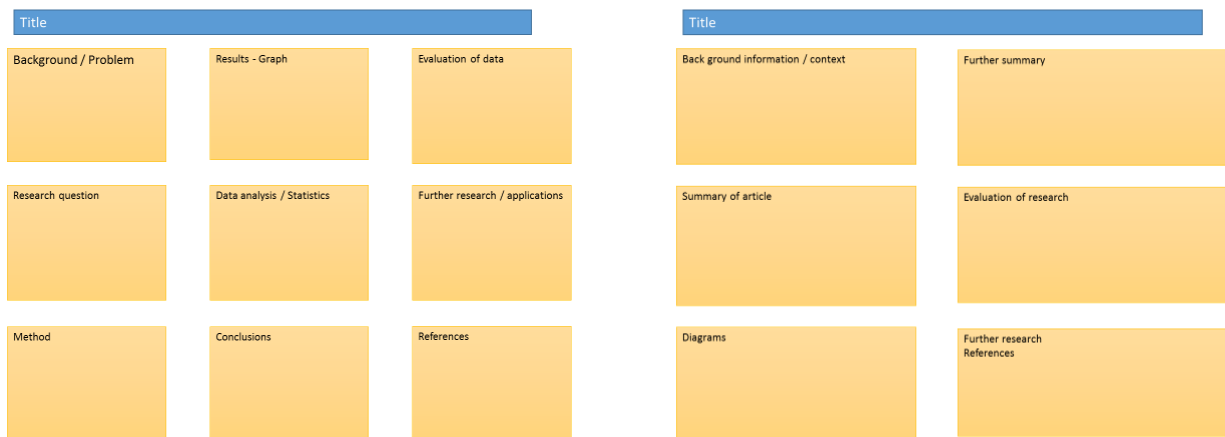 Title
Background / Problem
Research question
Method
Results - Graph
Data analysis / Statistics
Conclusions
Evaluation of data
Further research / applications
References
Title
Back ground information / context
Summary of article
Diagrams
Further summary
Evaluation of research
Further research
References